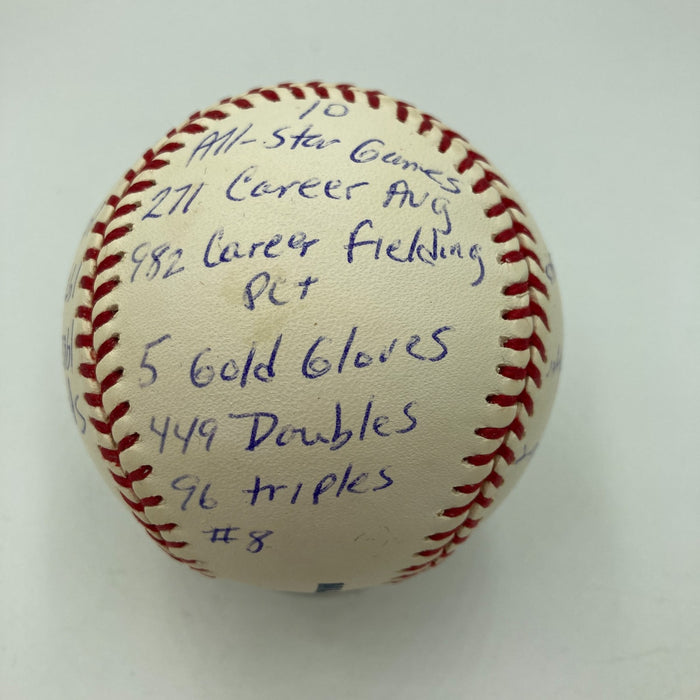 10
All-Star Games
271 Career Avg
982 Career Fielding
Pct
5 Gold Gloves
449 Doubles
96 triples
#8